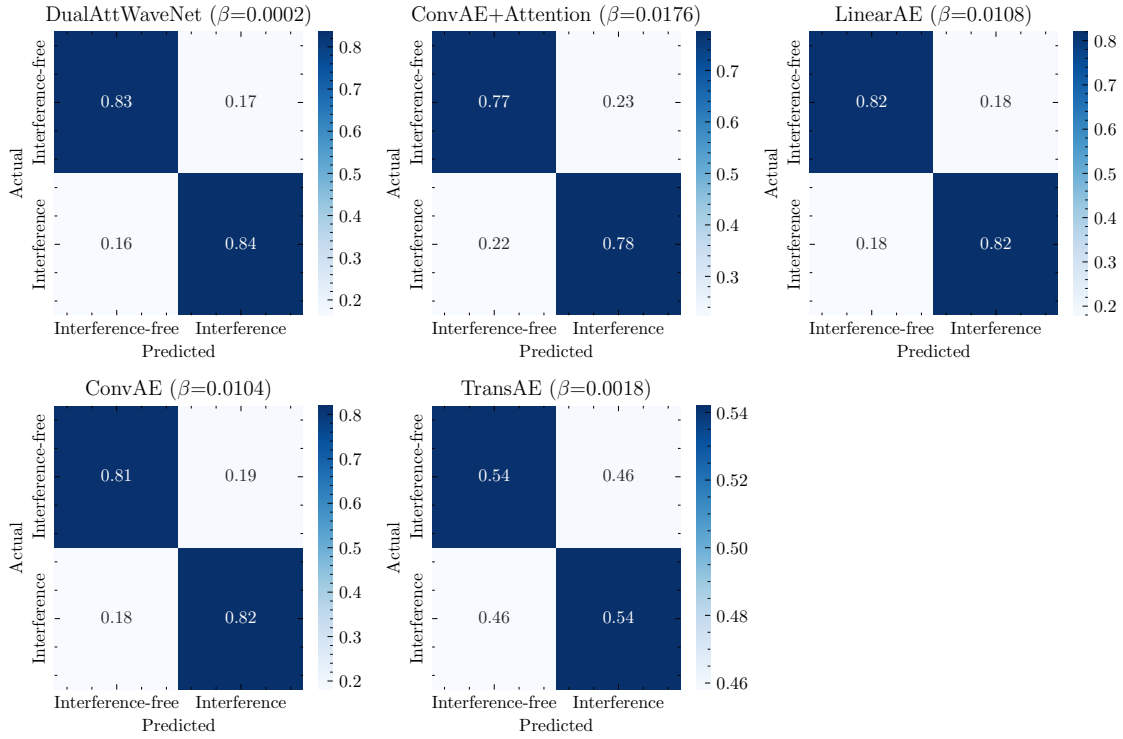 DualAttWaveNet (β=0.0002)
Actual
Interference-free
Interference
0.83
0.17
0.16
0.84
Interference-free
Interference
Predicted
0.8
0.7
0.6
0.5
0.4
0.3
0.2
ConvAE+Attention (β=0.0176)
Actual
Interference-free
Interference
0.77
0.23
0.22
0.78
Interference-free
Interference
Predicted
0.7
0.6
0.5
0.4
0.3
LinearAE (β=0.0108)
Actual
Interference-free
Interference
0.82
0.18
0.18
0.82
Interference-free
Interference
Predicted
0.8
0.7
0.6
0.5
0.4
0.3
0.2
ConvAE (β=0.0104)
Actual
Interference-free
Interference
0.81
0.19
0.18
0.82
Interference-free
Interference
Predicted
0.8
0.7
0.6
0.5
0.4
0.3
0.2
TransAE (β=0.0018)
Actual
Interference-free
Interference
0.54
0.46
0.46
0.54
Interference-free
Interference
Predicted
0.54
0.52
0.50
0.48
0.46